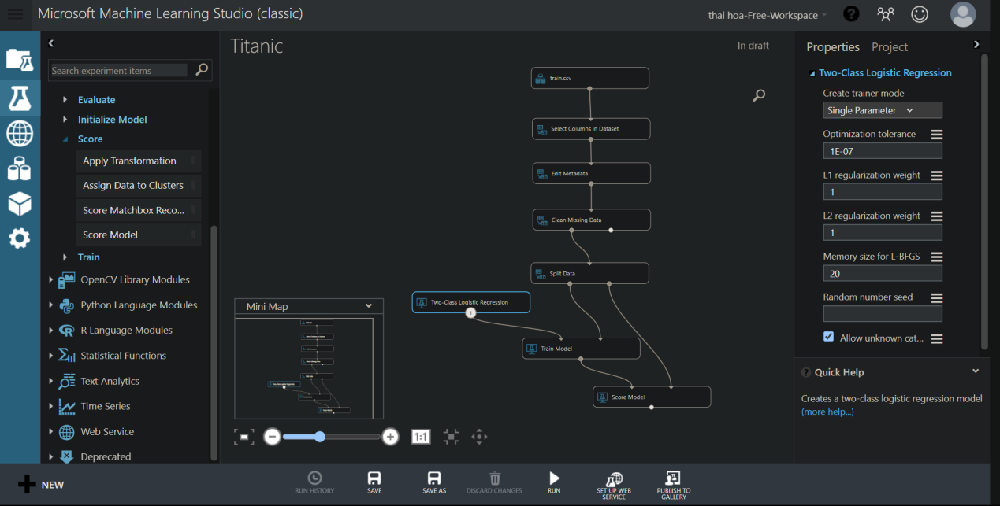 Microsoft Machine Learning Studio (classic)
thai hoa-Free-Workspace
?
Search experiment items
Evaluate
Initialize Model
Score
Apply Transformation
Assign Data to Clusters
Score Matchbox Reco...
Score Model
Train
OpenCV Library Modules
Python Language Modules
R Language Modules
Statistical Functions
Text Analytics
Time Series
Web Service
Deprecated
Titanic
In draft
train.csv
Select Columns in Dataset
Edit Metadata
Clean Missing Data
Split Data
Two-Class Logistic Regression
1
Train Model
Score Model
Mini Map
1:1
Properties Project
Two-Class Logistic Regression
Create trainer mode
Single Parameter
Optimization tolerance
1E-07
L1 regularization weight
1
L2 regularization weight
1
Memory size for L-BFGS
20
Random number seed
Allow unknown cat...
? Quick Help
Creates a two-class logistic regression model
(more help...)
NEW
RUN HISTORY
SAVE
SAVE AS
DISCARD CHANGES
RUN
SET UP WEB
SERVICE
PUBLISH TO
GALLERY